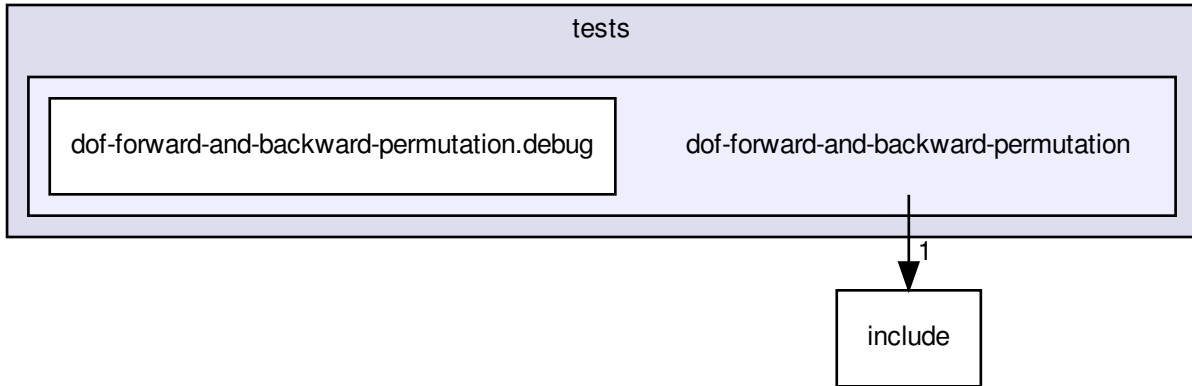 tests
dof-forward-and-backward-permutation.debug
dof-forward-and-backward-permutation
1
include